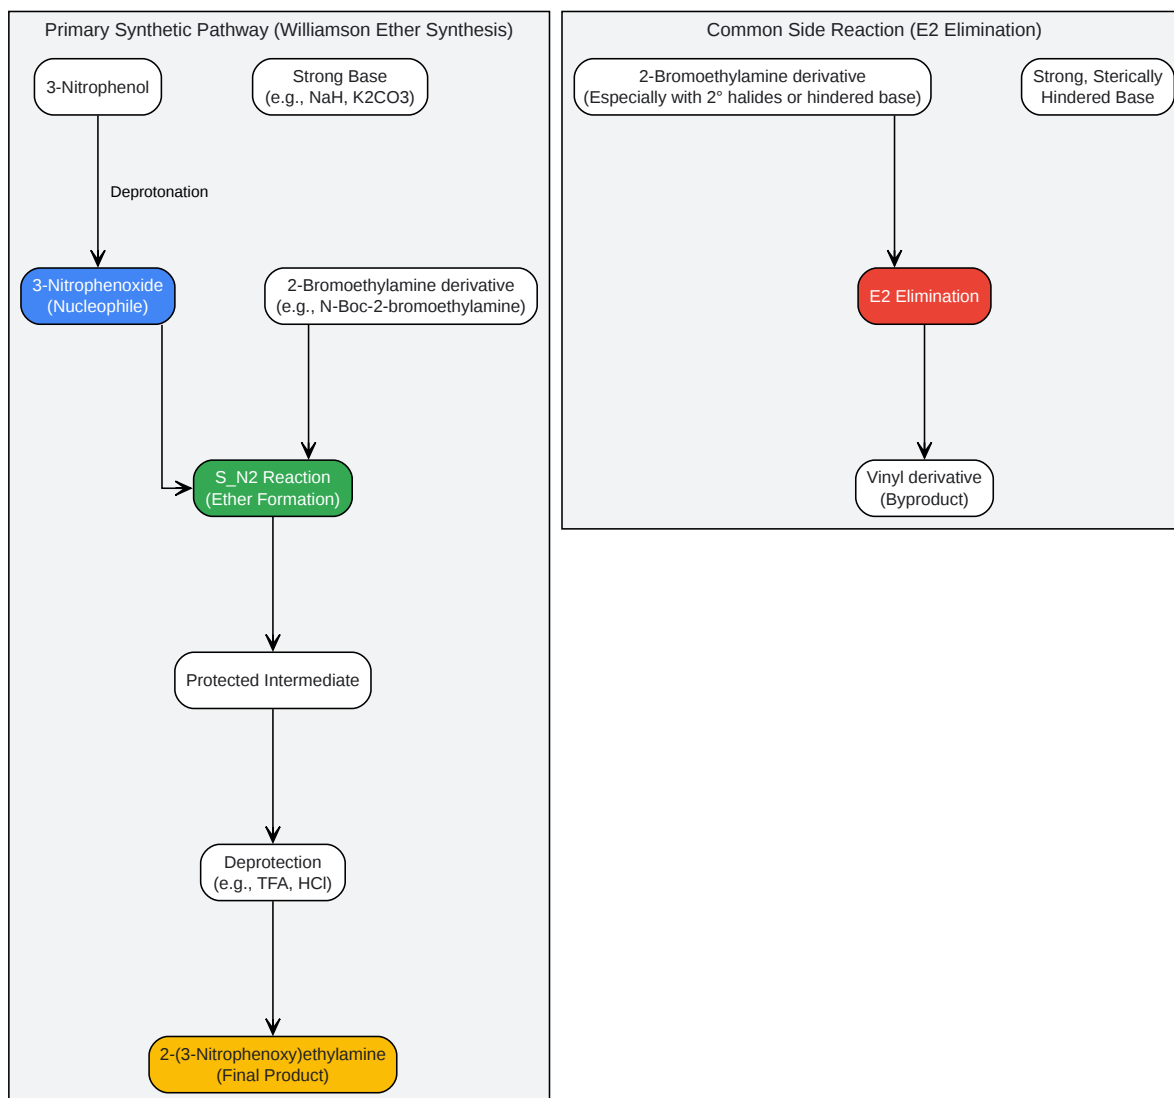 Primary Synthetic Pathway (Williamson Ether Synthesis)
3-Nitrophenol
Strong Base
(e.g., NaH, K2CO3)
Deprotonation
3-Nitrophenoxide
(Nucleophile)
2-Bromoethylamine derivative
(e.g., N-Boc-2-bromoethylamine)
S_N2 Reaction
(Ether Formation)
Protected Intermediate
Deprotection
(e.g., TFA, HCl)
2-(3-Nitrophenoxy)ethylamine
(Final Product)
Common Side Reaction (E2 Elimination)
2-Bromoethylamine derivative
(Especially with 2° halides or hindered base)
Strong, Sterically
Hindered Base
E2 Elimination
Vinyl derivative
(Byproduct)